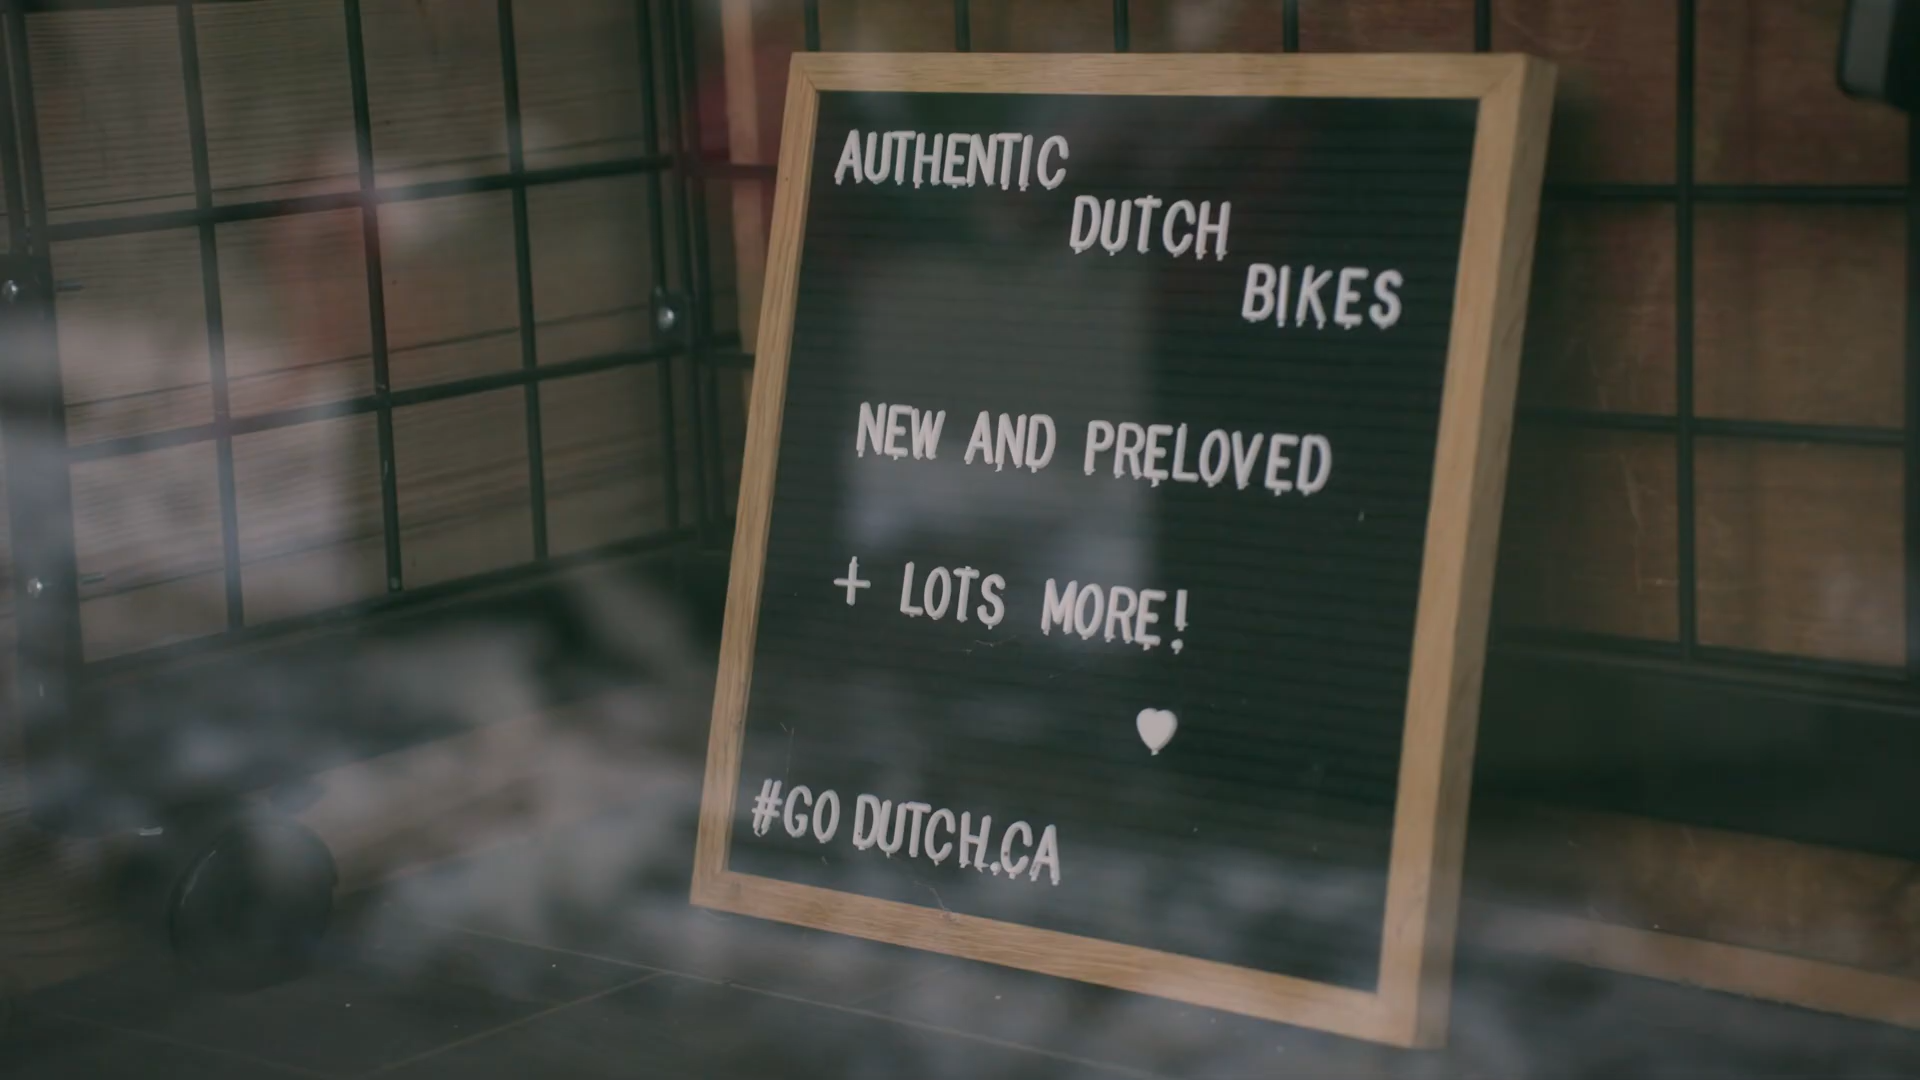 AUTHENTIC
DUTCH
BIKES
NEW AND PRELOVED
+ LOTS MORE!
#GO DUTCH.CA